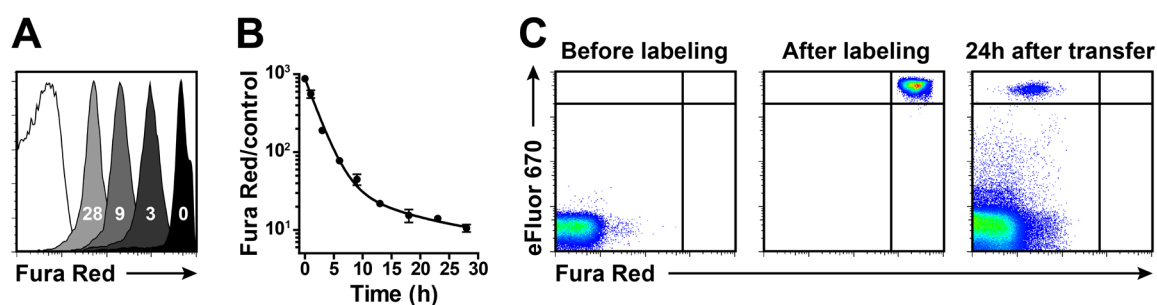 A
28 9 3 0
Fura Red
B
Fura Red/control
10³
10²
10¹
0 5 10 15 20 25 30
Time (h)
C
Before labeling After labeling 24h after transfer
eFluor 670
Fura Red